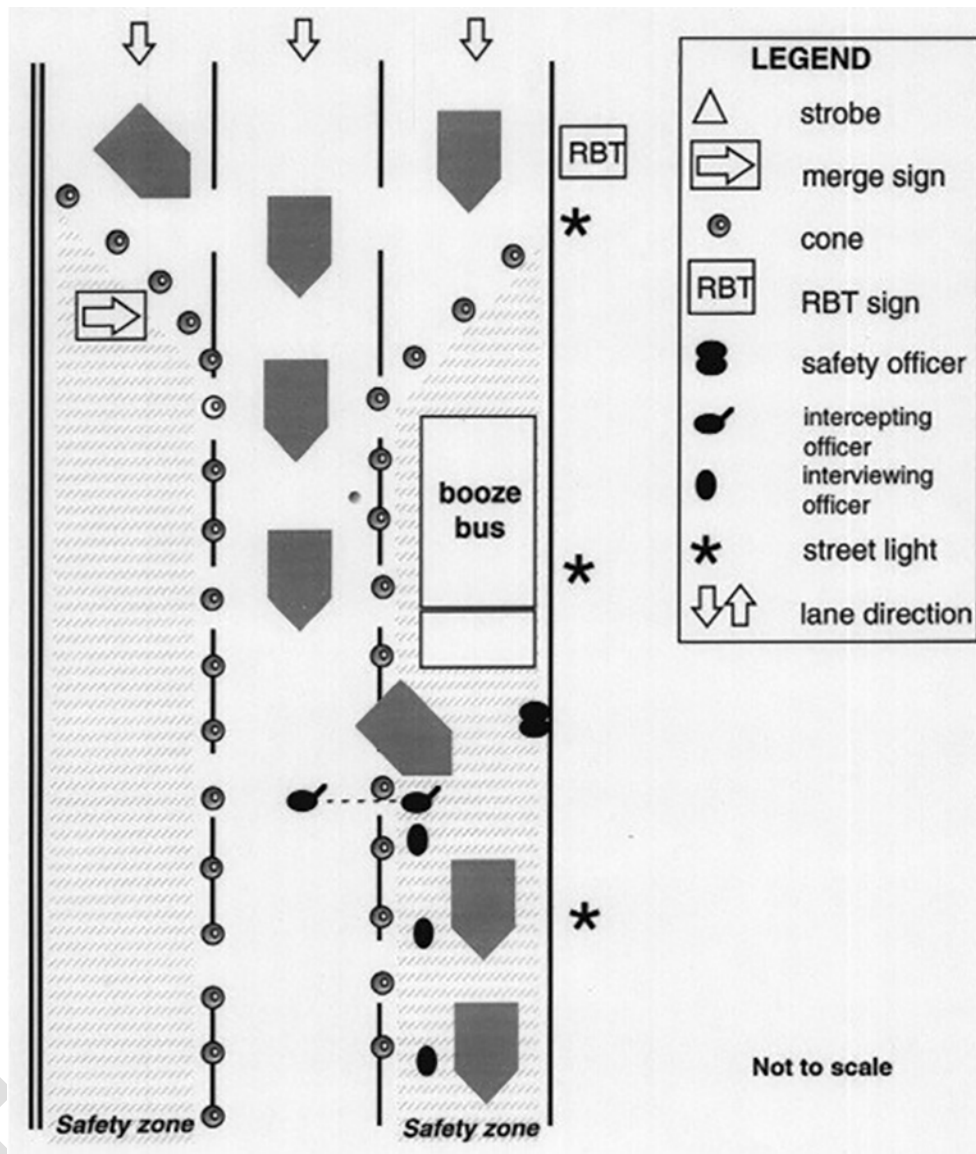 RBT
booze
bus
Safety zone
Safety zone
LEGEND
strobe
merge sign
cone
RBT
RBT sign
safety officer
intercepting
officer
interviewing
officer
street light
lane direction
Not to scale